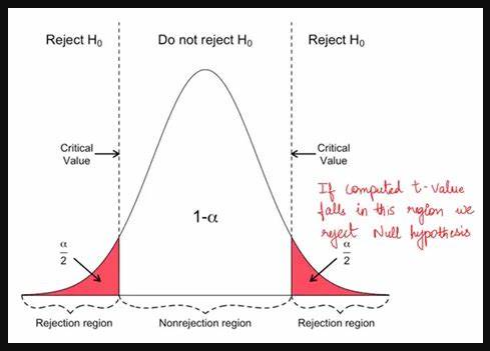 Reject H₀
Do not reject H₀
Reject H₀
Critical
Value
Critical
Value
If computed t-value
falls in this region we
reject Null hypothesis
1-α
α
2
α
2
Rejection region
Nonrejection region
Rejection region